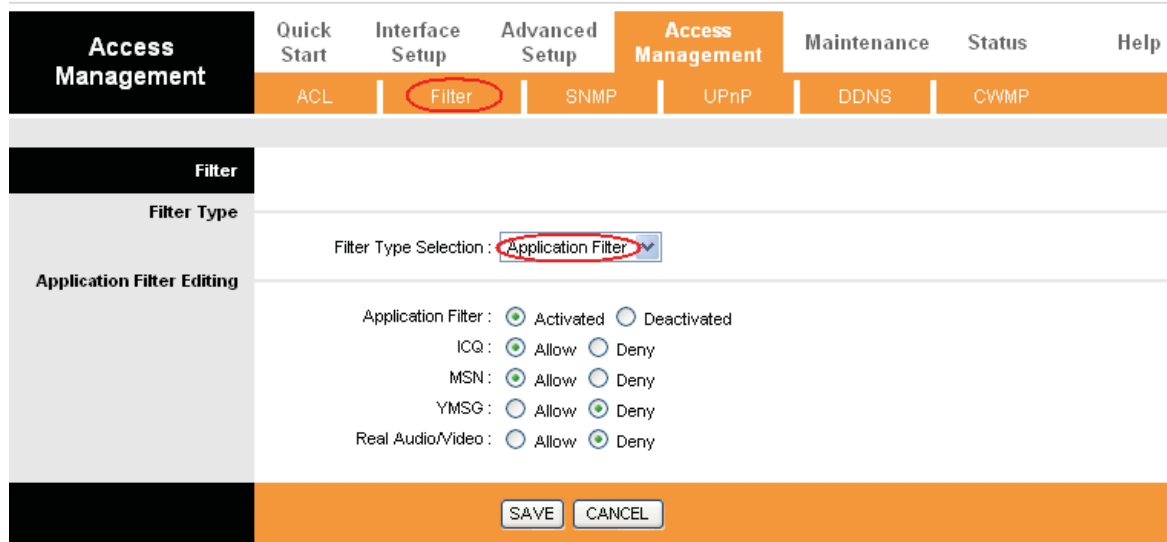 Access Management
Quick Start
Interface Setup
Advanced Setup
Access Management
Maintenance
Status
Help
ACL
Filter
SNMP
UPnP
DDNS
CWMP
Filter
Filter Type
Filter Type Selection : Application Filter
Application Filter Editing
Application Filter : Activated Deactivated
ICQ : Allow Deny
MSN : Allow Deny
YMSG : Allow Deny
Real Audio/Video : Allow Deny
SAVE CANCEL